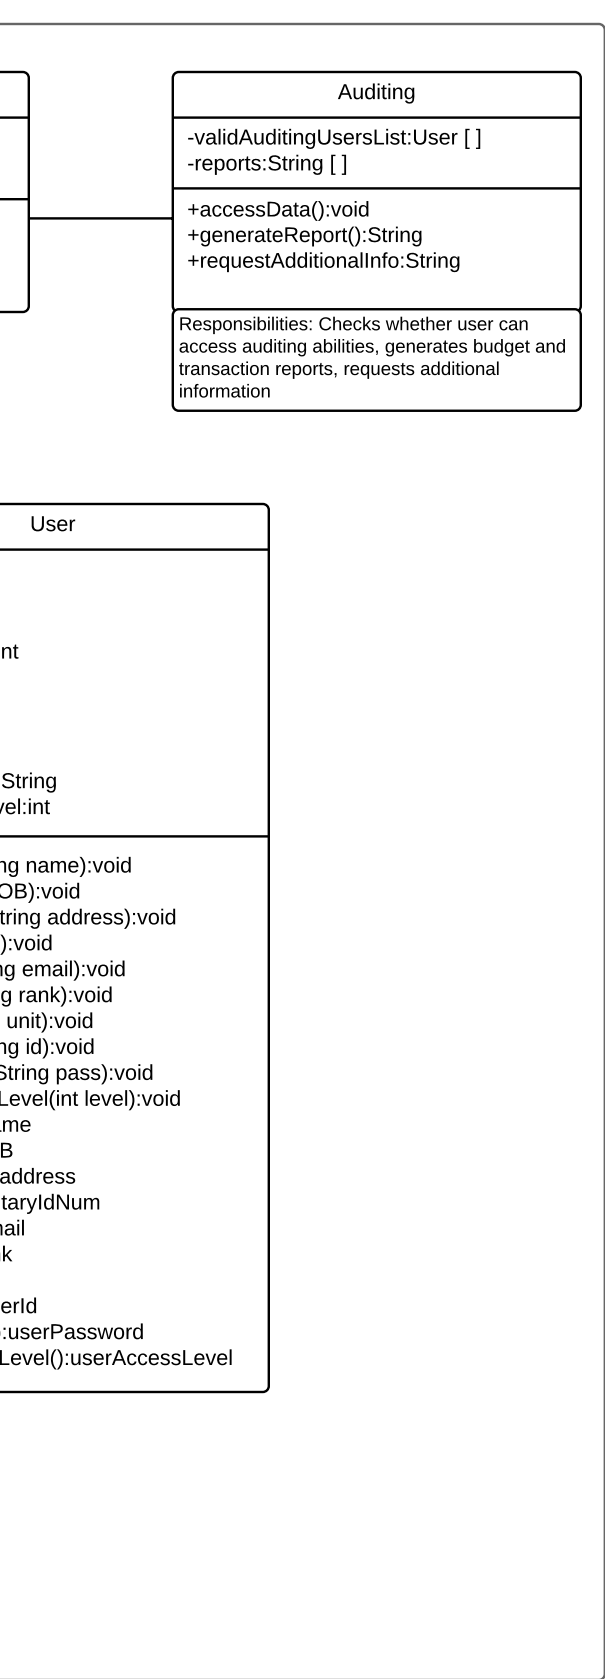 Auditing
-validAuditingUsersList:User [ ]
-reports:String [ ]
+accessData():void
+generateReport():String
+requestAdditionalInfo:String
Responsibilities: Checks whether user can
access auditing abilities, generates budget and
transaction reports, requests additional
information
User
nt
String
vel:int
ng name):void
OB):void
tring address):void
):void
ng email):void
g rank):void
unit):void
ng id):void
String pass):void
Level(int level):void
ame
B
address
taryIdNum
nail
nk
erId
):userPassword
Level():userAccessLevel